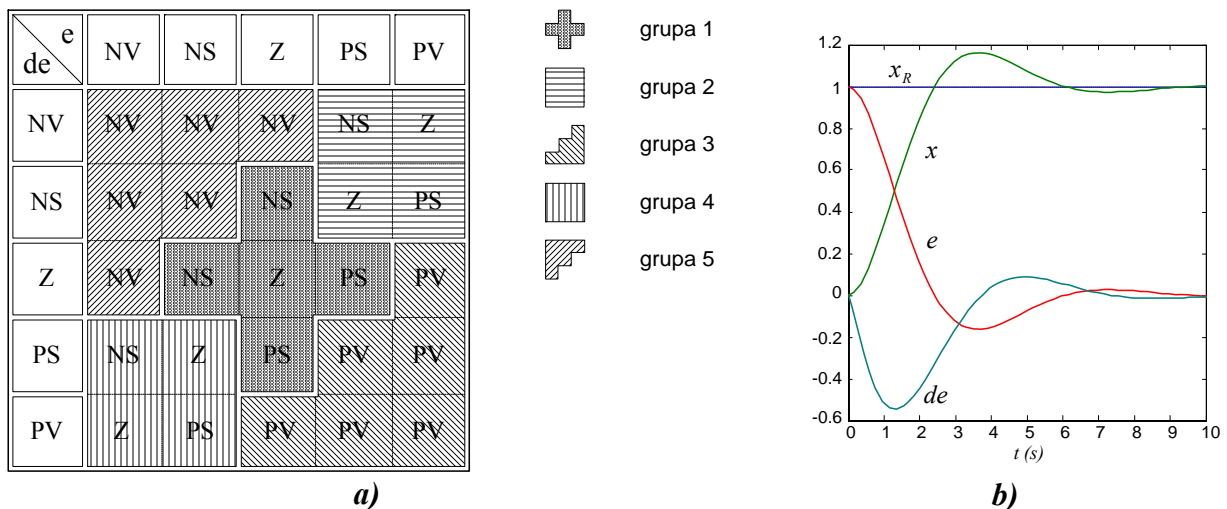 e
de
NV NS Z PS PV
NV NV NV NV NS Z
NS NV NV NS Z PS
Z NV NS Z PS PV
PS NS Z PS PV PV
PV Z PS PV PV PV
a)
grupa 1
grupa 2
grupa 3
grupa 4
grupa 5
1.2
1
0.8
0.6
0.4
0.2
0
-0.2
-0.4
-0.6
x_R
x
e
de
0 1 2 3 4 5 6 7 8 9 10
t (s)
b)